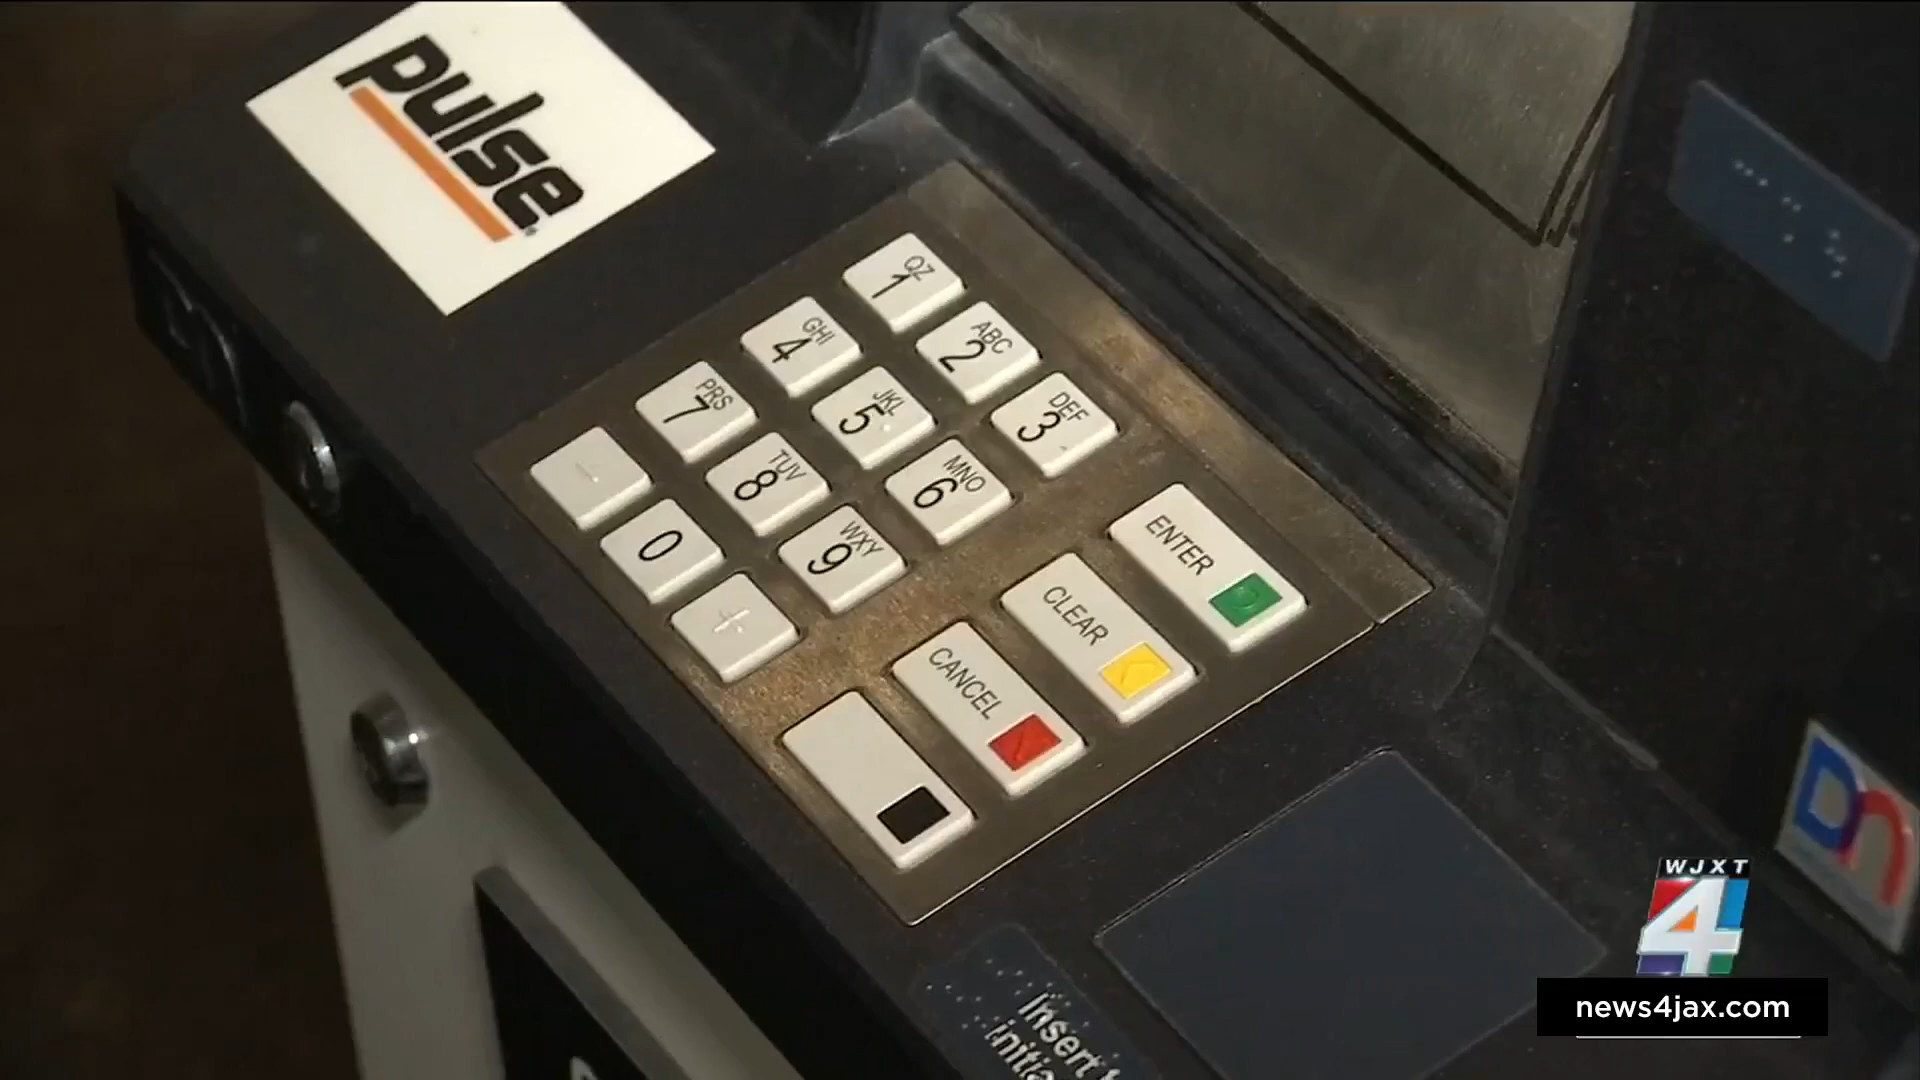 pulse
QZ
1
ABC
2
DEF
3
GHI
4
JKL
5
MNO
6
PRS
7
TUV
8
WXY
9
-
0
+
ENTER
CLEAR
CANCEL
Insert
WJXT
4
news4jax.com